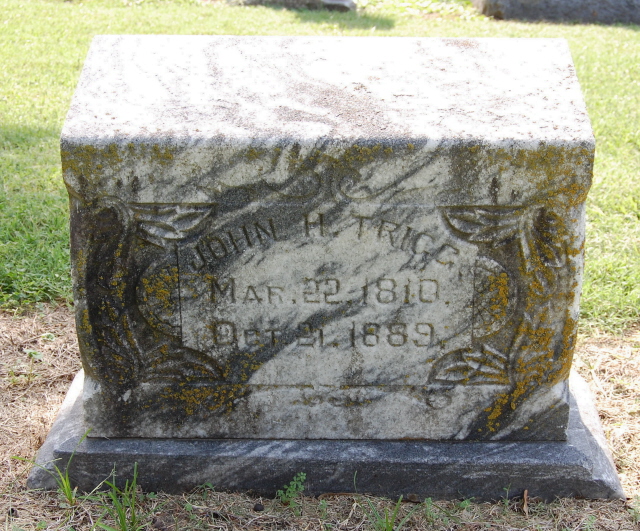 JOHN H. TRIGG,
MAR. 22. 1810.
OCT. 21. 1889.